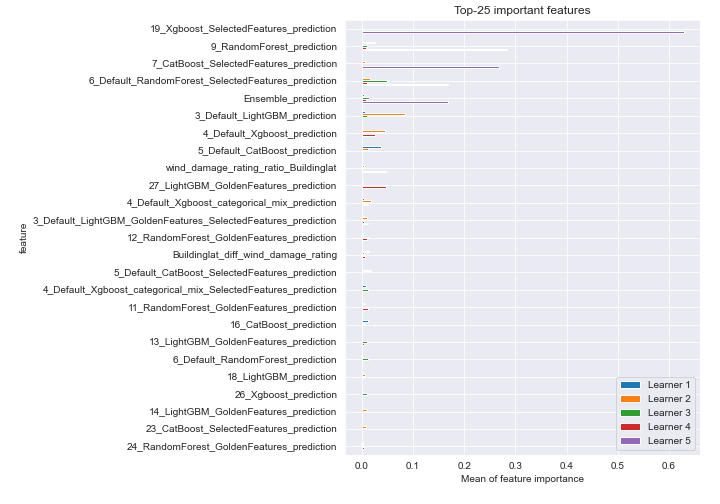 Top-25 important features
19_Xgboost_SelectedFeatures_prediction
9_RandomForest_prediction
7_CatBoost_SelectedFeatures_prediction
6_Default_RandomForest_SelectedFeatures_prediction
Ensemble_prediction
3_Default_LightGBM_prediction
4_Default_Xgboost_prediction
5_Default_CatBoost_prediction
wind_damage_rating_ratio_Buildinglat
27_LightGBM_GoldenFeatures_prediction
4_Default_Xgboost_categorical_mix_prediction
3_Default_LightGBM_GoldenFeatures_SelectedFeatures_prediction
12_RandomForest_GoldenFeatures_prediction
Buildinglat_diff_wind_damage_rating
5_Default_CatBoost_SelectedFeatures_prediction
4_Default_Xgboost_categorical_mix_SelectedFeatures_prediction
11_RandomForest_GoldenFeatures_prediction
16_CatBoost_prediction
13_LightGBM_GoldenFeatures_prediction
6_Default_RandomForest_prediction
18_LightGBM_prediction
26_Xgboost_prediction
14_LightGBM_GoldenFeatures_prediction
23_CatBoost_SelectedFeatures_prediction
24_RandomForest_GoldenFeatures_prediction
feature
Learner 1
Learner 2
Learner 3
Learner 4
Learner 5
0.0 0.1 0.2 0.3 0.4 0.5 0.6
Mean of feature importance